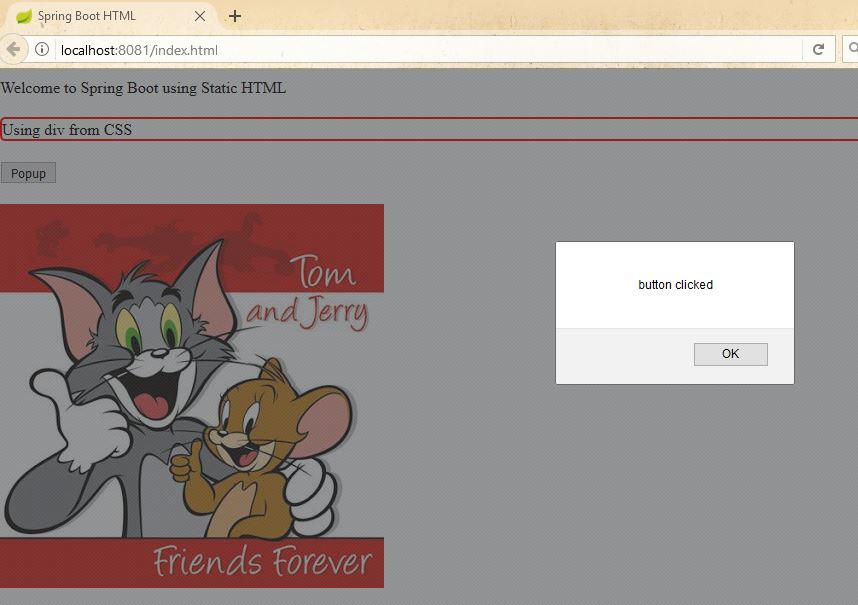 Spring Boot HTML
localhost:8081/index.html
Welcome to Spring Boot using Static HTML
Using div from CSS
Popup
Tom
and Jerry
button clicked
OK
Friends Forever